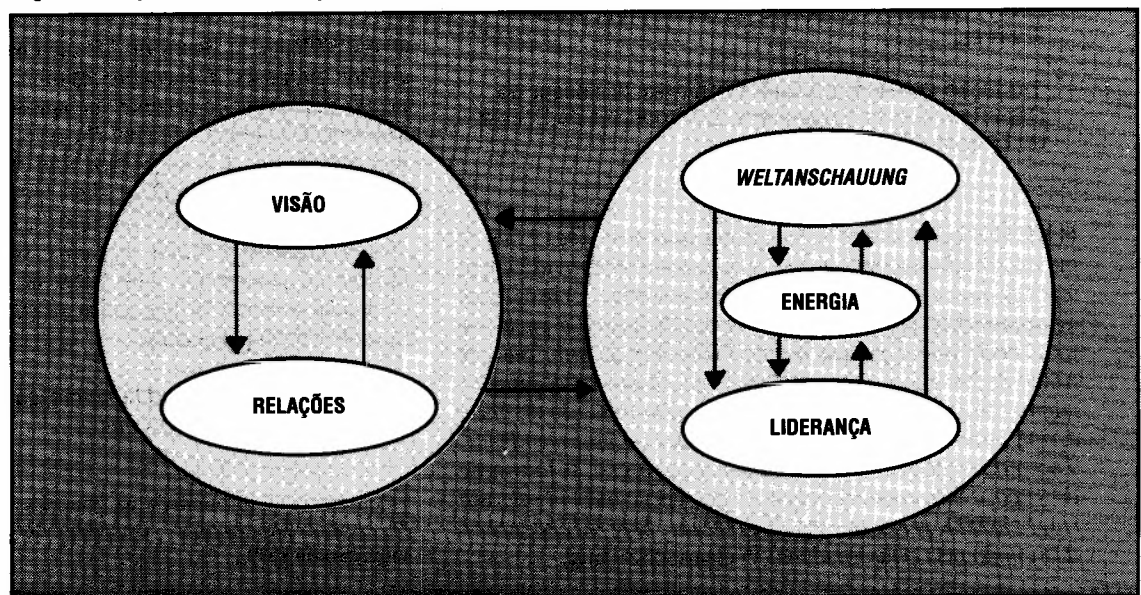 VISÃO
RELAÇÕES
WELTANSCHAUUNG
ENERGIA
LIDERANÇA